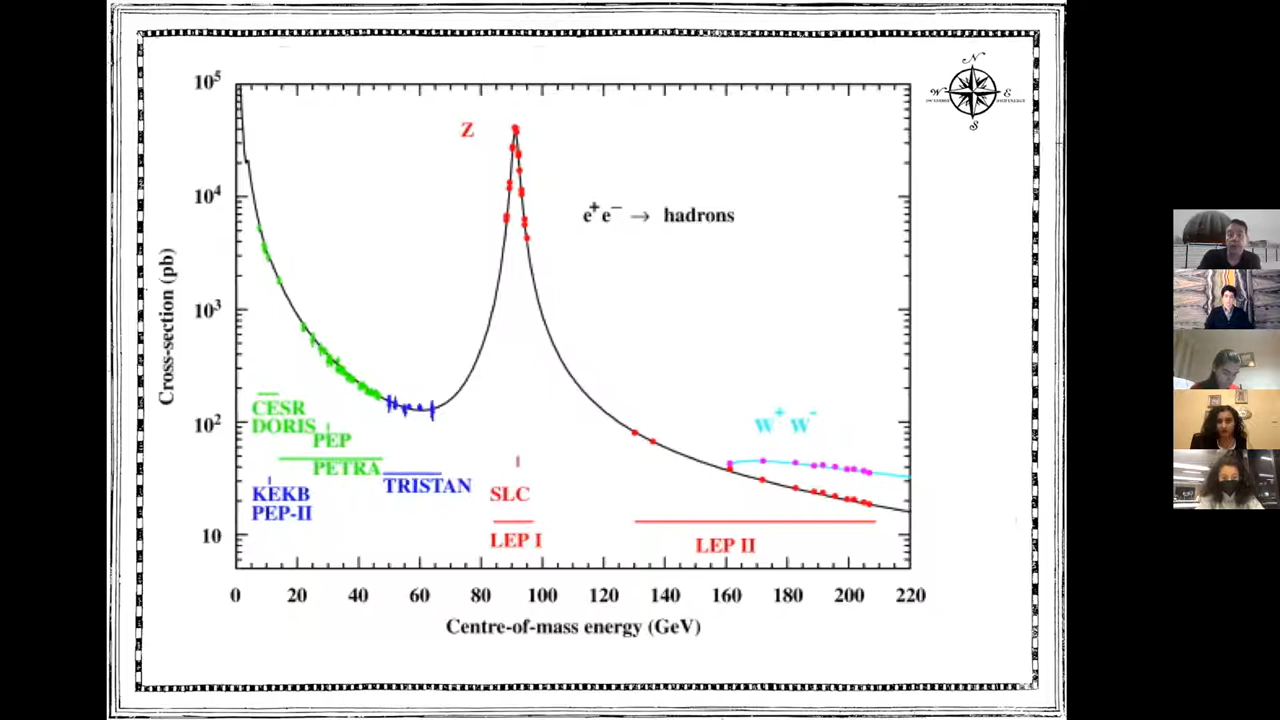 10⁵
10⁴
10³
10²
10
Cross-section (pb)
Z
e⁺e⁻ → hadrons
W⁺ W⁻
CESR
DORIS
PEP
PETRA
KEKB
PEP-II
TRISTAN
SLC
LEP I
LEP II
0 20 40 60 80 100 120 140 160 180 200 220
Centre-of-mass energy (GeV)
N
W E
S